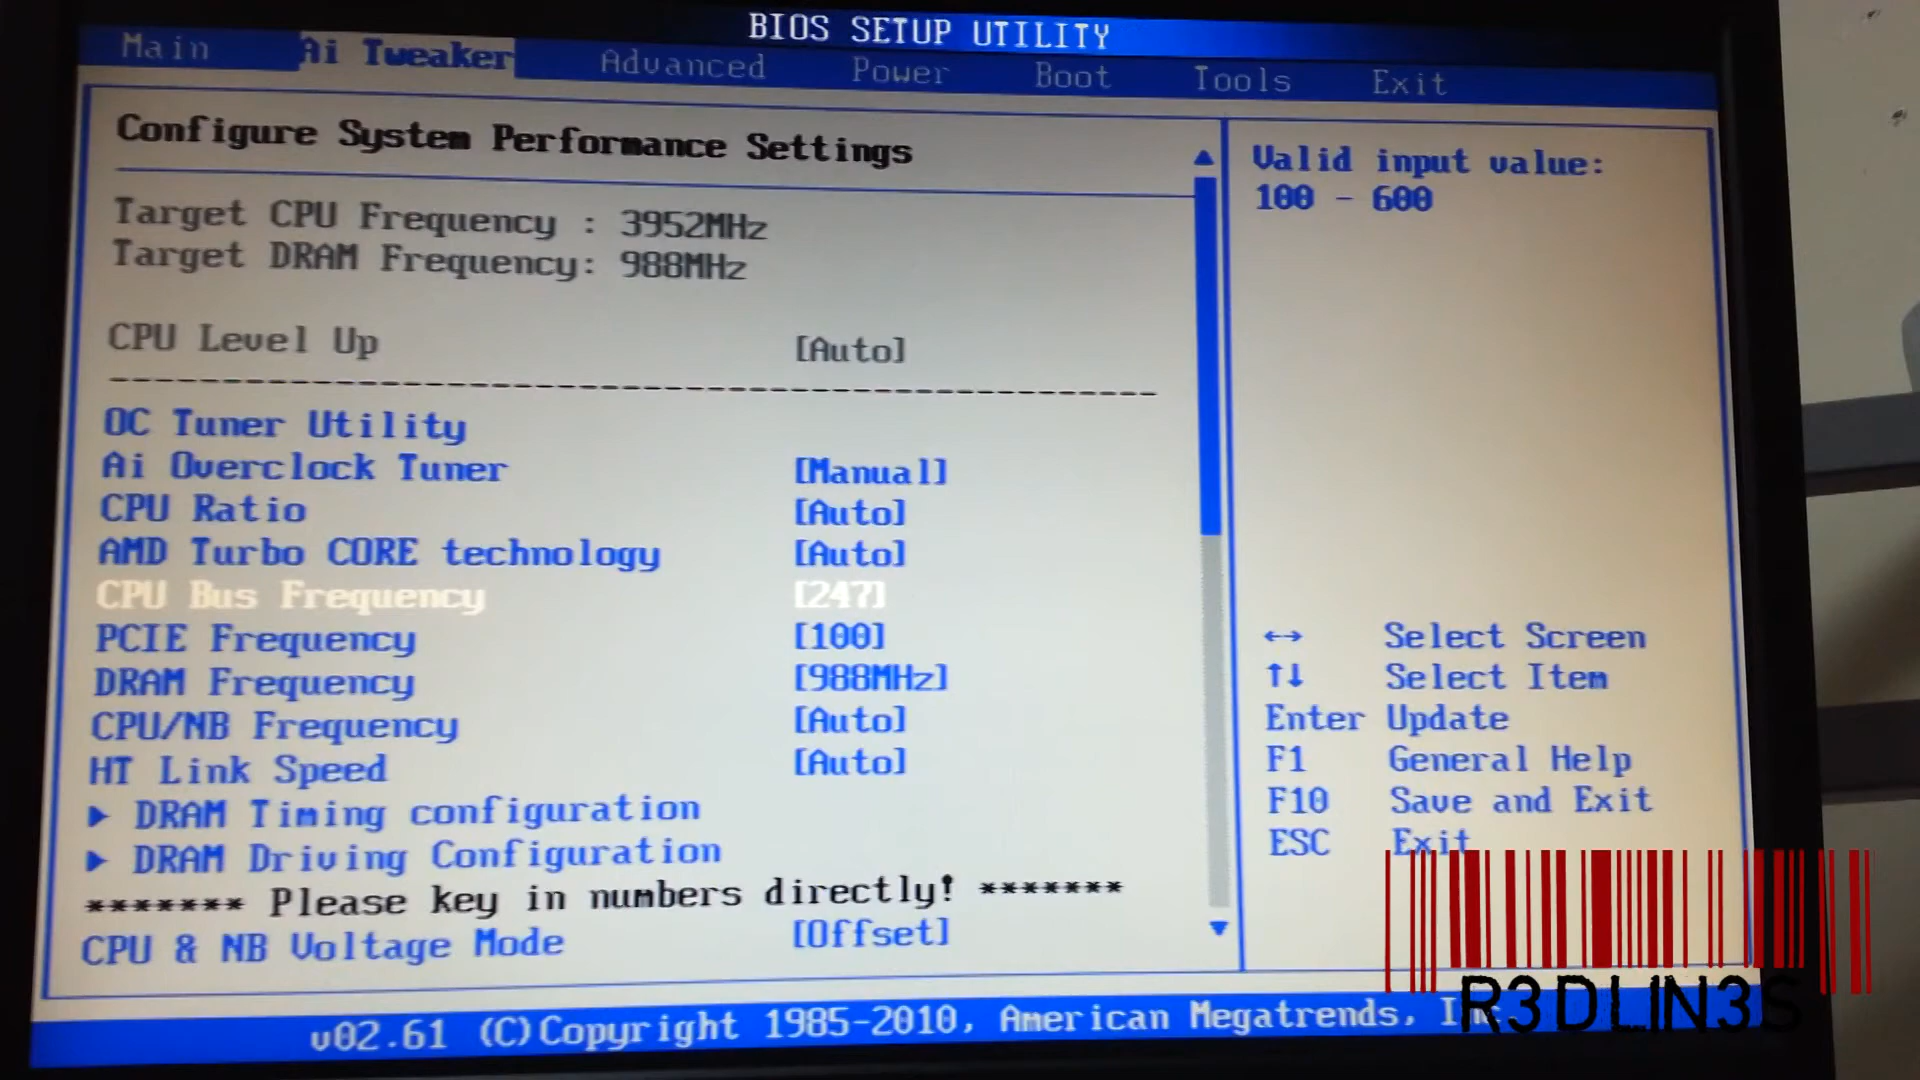 BIOS SETUP UTILITY
Main Ai Tweaker Advanced Power Boot Tools Exit
Configure System Performance Settings
Target CPU Frequency : 3952MHz
Target DRAM Frequency: 988MHz
CPU Level Up [Auto]
OC Tuner Utility
Ai Overclock Tuner [Manual]
CPU Ratio [Auto]
AMD Turbo CORE technology [Auto]
CPU Bus Frequency [247]
PCIE Frequency [100]
DRAM Frequency [988MHz]
CPU/NB Frequency [Auto]
HT Link Speed [Auto]
DRAM Timing configuration
DRAM Driving Configuration
******* Please key in numbers directly! *******
CPU & NB Voltage Mode [Offset]
Valid input value:
100 - 600
↔ Select Screen
↑↓ Select Item
Enter Update
F1 General Help
F10 Save and Exit
ESC Exit
v02.61 (C)Copyright 1985-2010, American Megatrends,
R3DLIN3S